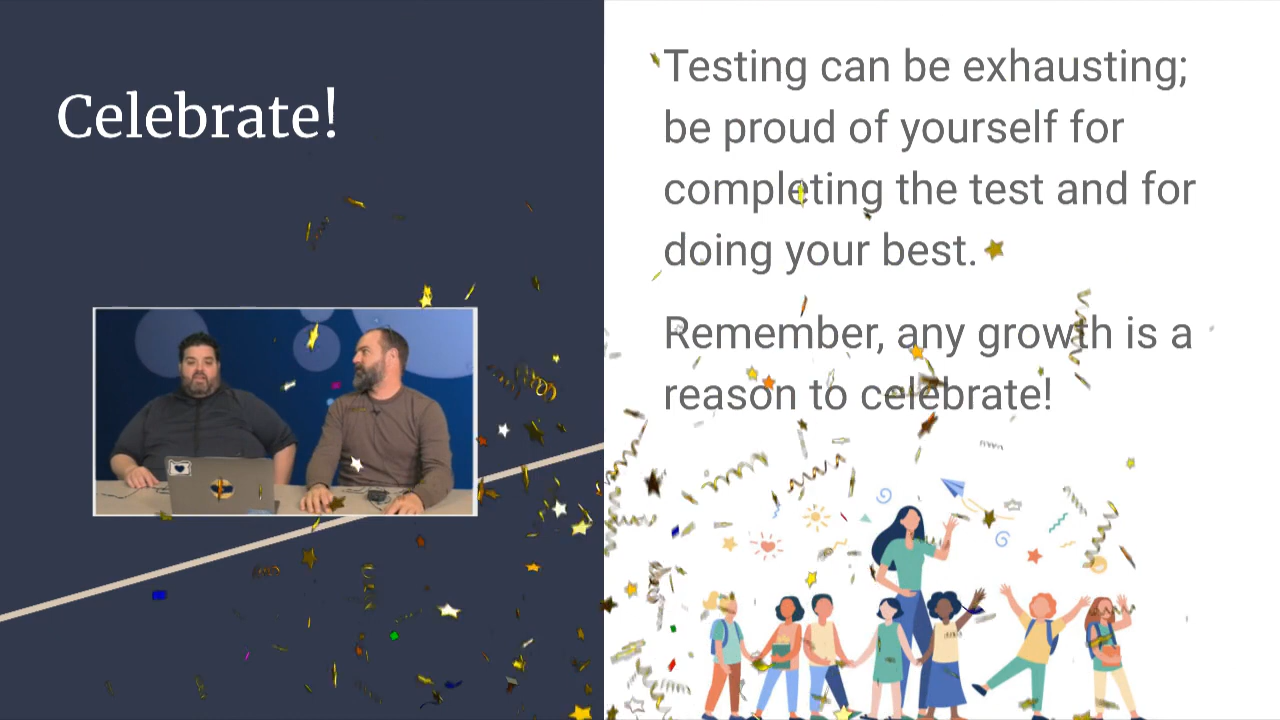 Celebrate!
Testing can be exhausting;
be proud of yourself for
completing the test and for
doing your best.
Remember, any growth is a
reason to celebrate!